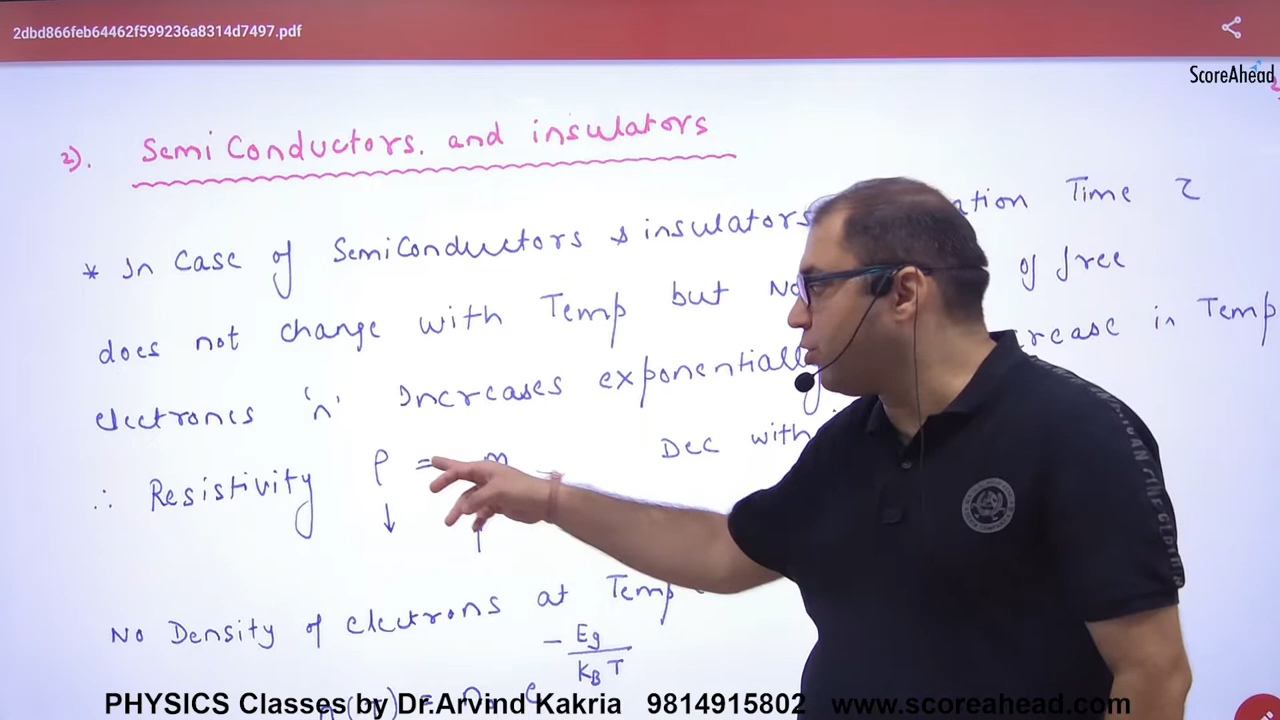 2dbd866feb64462f599236a8314d7497.pdf
ScoreAhead
2). Semi Conductors. and insulators
* In Case of SemiConductors & insulators ation Time τ
does not change with Temp but No of free
electrones 'n' Increases exponentially rease in Temp
∴ Resistivity ρ = m Dec with
↓
No Density of electrons at Temp
- Eg
KB T
PHYSICS Classes by Dr.Arvind Kakria 9814915802 www.scoreahead.com